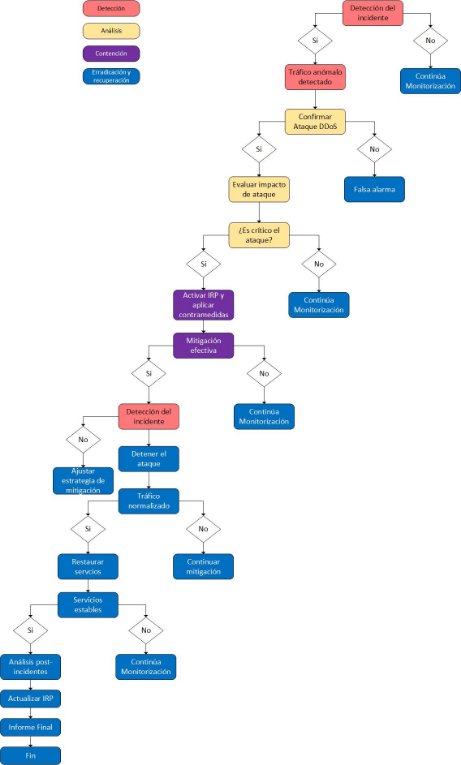 Detección
Análisis
Contención
Erradicación y
recuperación
Detección del
incidente
Si
No
Tráfico anómalo
detectado
Continúa
Monitorización
Confirmar
Ataque DDoS
Si
No
Evaluar impacto
de ataque
Falsa alarma
¿Es crítico el
ataque?
Si
No
Activar IRP y
aplicar
contramedidas
Continúa
Monitorización
Mitigación
efectiva
Si
No
Detección del
incidente
Continúa
Monitorización
No
Detener el
ataque
Ajustar
estrategia de
mitigación
Tráfico
normalizado
Si
No
Restaurar
servcios
Continuar
mitigación
Servicios
estables
Si
No
Análisis post-
incidentes
Continúa
Monitorización
Actualizar IRP
Informe Final
Fin